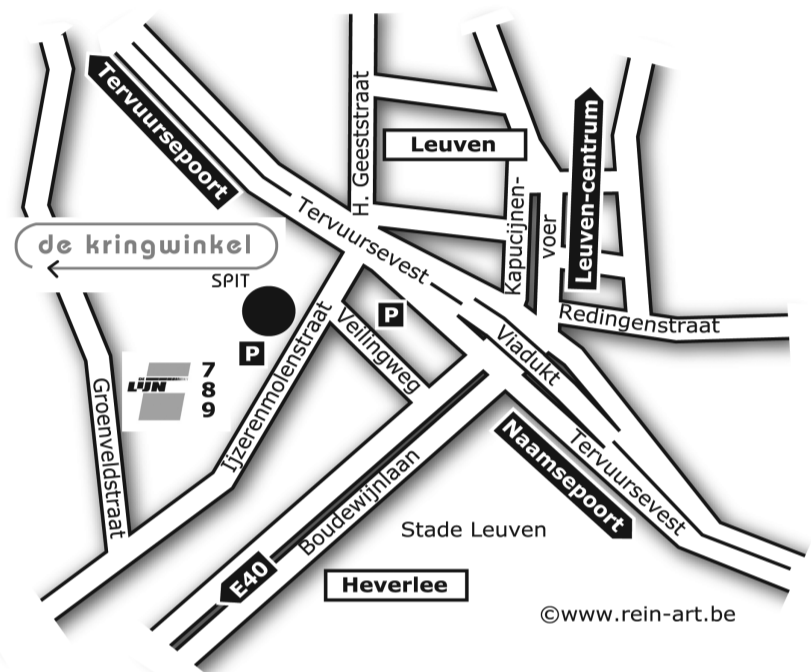 Tervuursepoort
H. Geeststraat
Leuven
Leuven-centrum
Kapucijnen-
voer
Tervuursevest
de kringwinkel
SPIT
P
P
Redingenstraat
Viadukt
Veilingweg
Ijzerenmolenstraat
LIJN
7
8
9
Groenveldstraat
Naamsepoort
Tervuursevest
Boudewijnlaan
Stade Leuven
E40
Heverlee
©www.rein-art.be